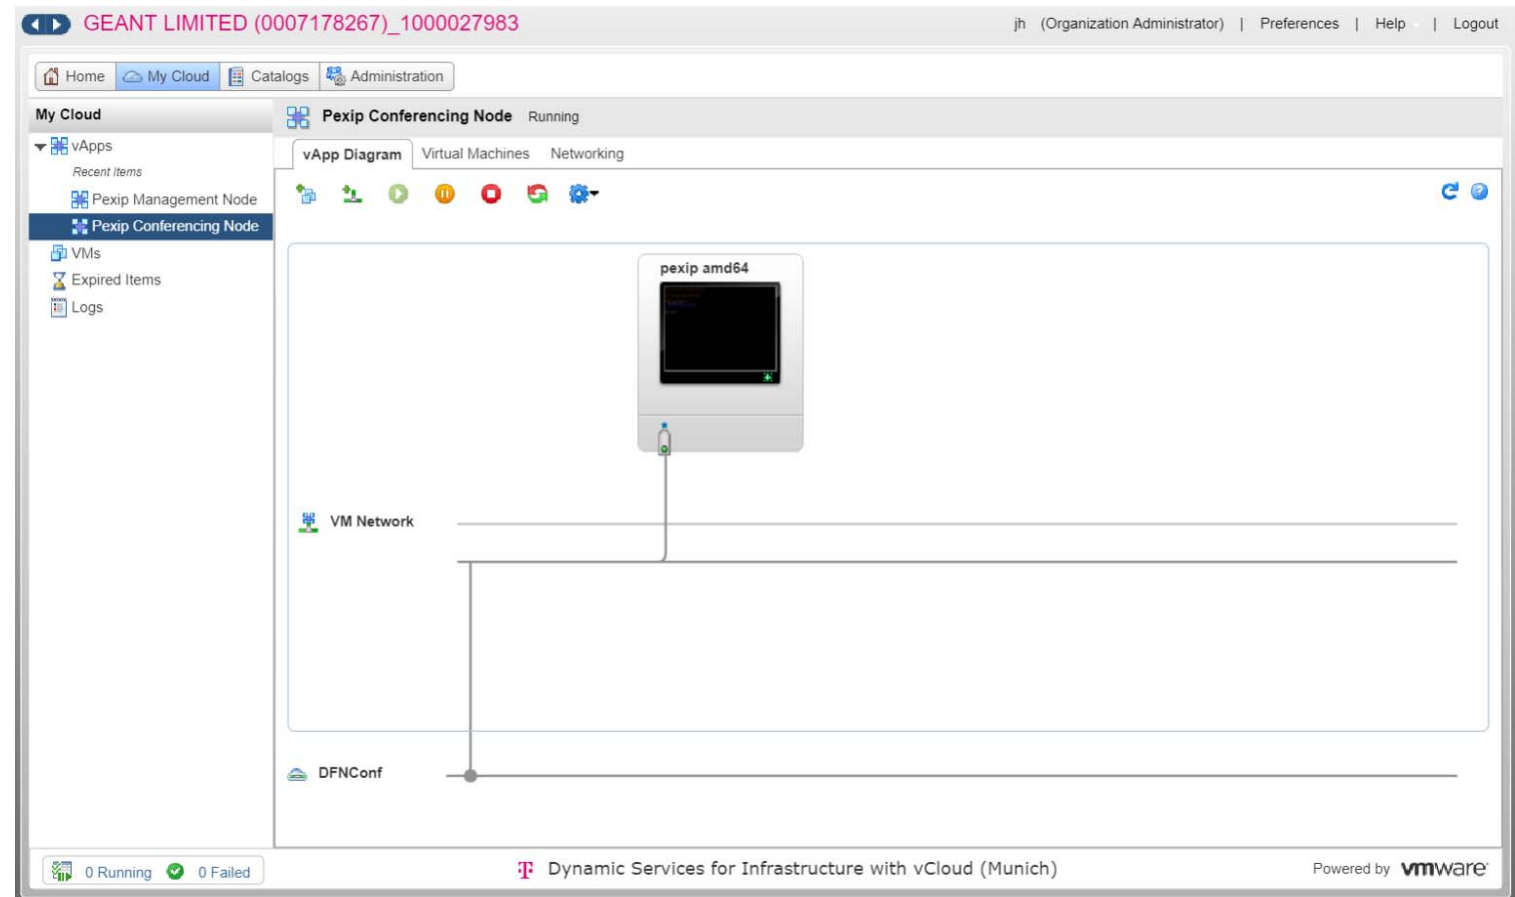 GEANT LIMITED (0007178267)_1000027983
jh (Organization Administrator) | Preferences | Help | Logout
Home My Cloud Catalogs Administration
My Cloud
Pexip Conferencing Node Running
vApps
vApp Diagram Virtual Machines Networking
Recent Items
Pexip Management Node
Pexip Conferencing Node
VMs
Expired Items
Logs
pexip amd64
VM Network
DFNConf
0 Running 0 Failed
T Dynamic Services for Infrastructure with vCloud (Munich)
Powered by vmware